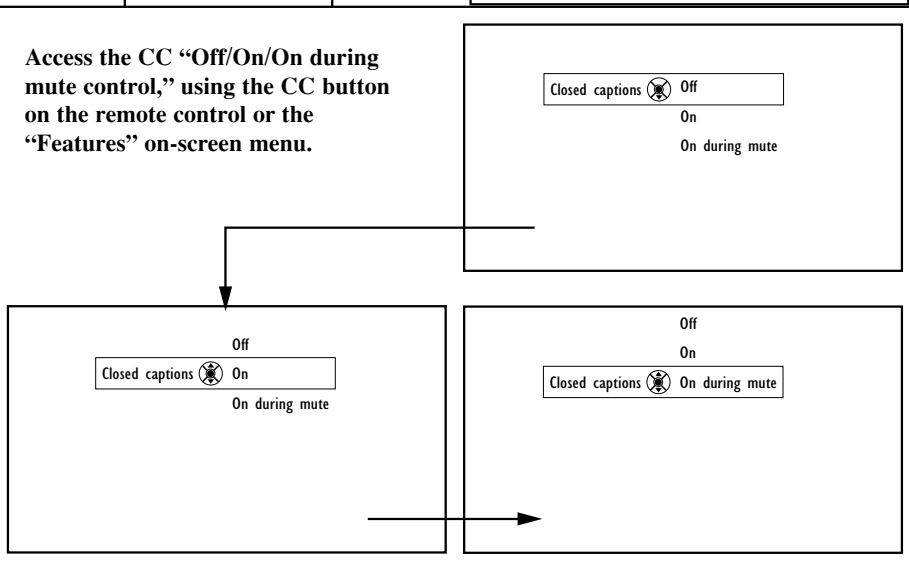 Access the CC “Off/On/On during
mute control,” using the CC button
on the remote control or the
“Features” on-screen menu.
Closed captions Off
On
On during mute
Off
Closed captions On
On during mute
Off
On
Closed captions On during mute